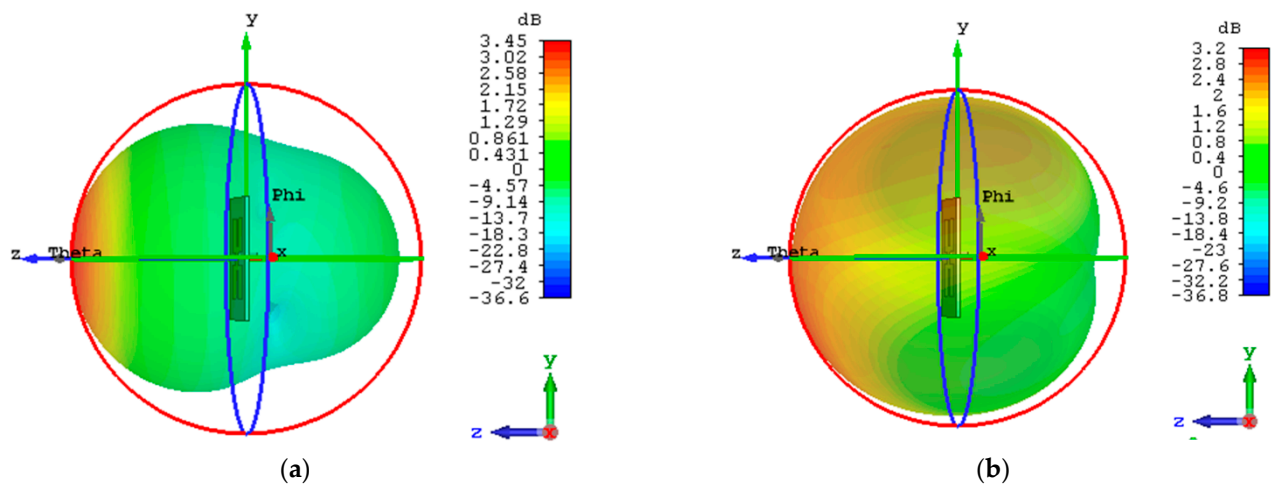 y
dB
3.45
3.02
2.58
2.15
1.72
1.29
0.861
0.431
0
-4.57
-9.14
-13.7
-18.3
-22.8
-27.4
-32
-36.6
Phi
z
Theta
x
y
z
x
(a)
y
dB
3.2
2.8
2.4
2
1.6
1.2
0.8
0.4
0
-4.6
-9.2
-13.8
-18.4
-23
-27.6
-32.2
-36.8
Phi
z
Theta
x
y
z
x
(b)